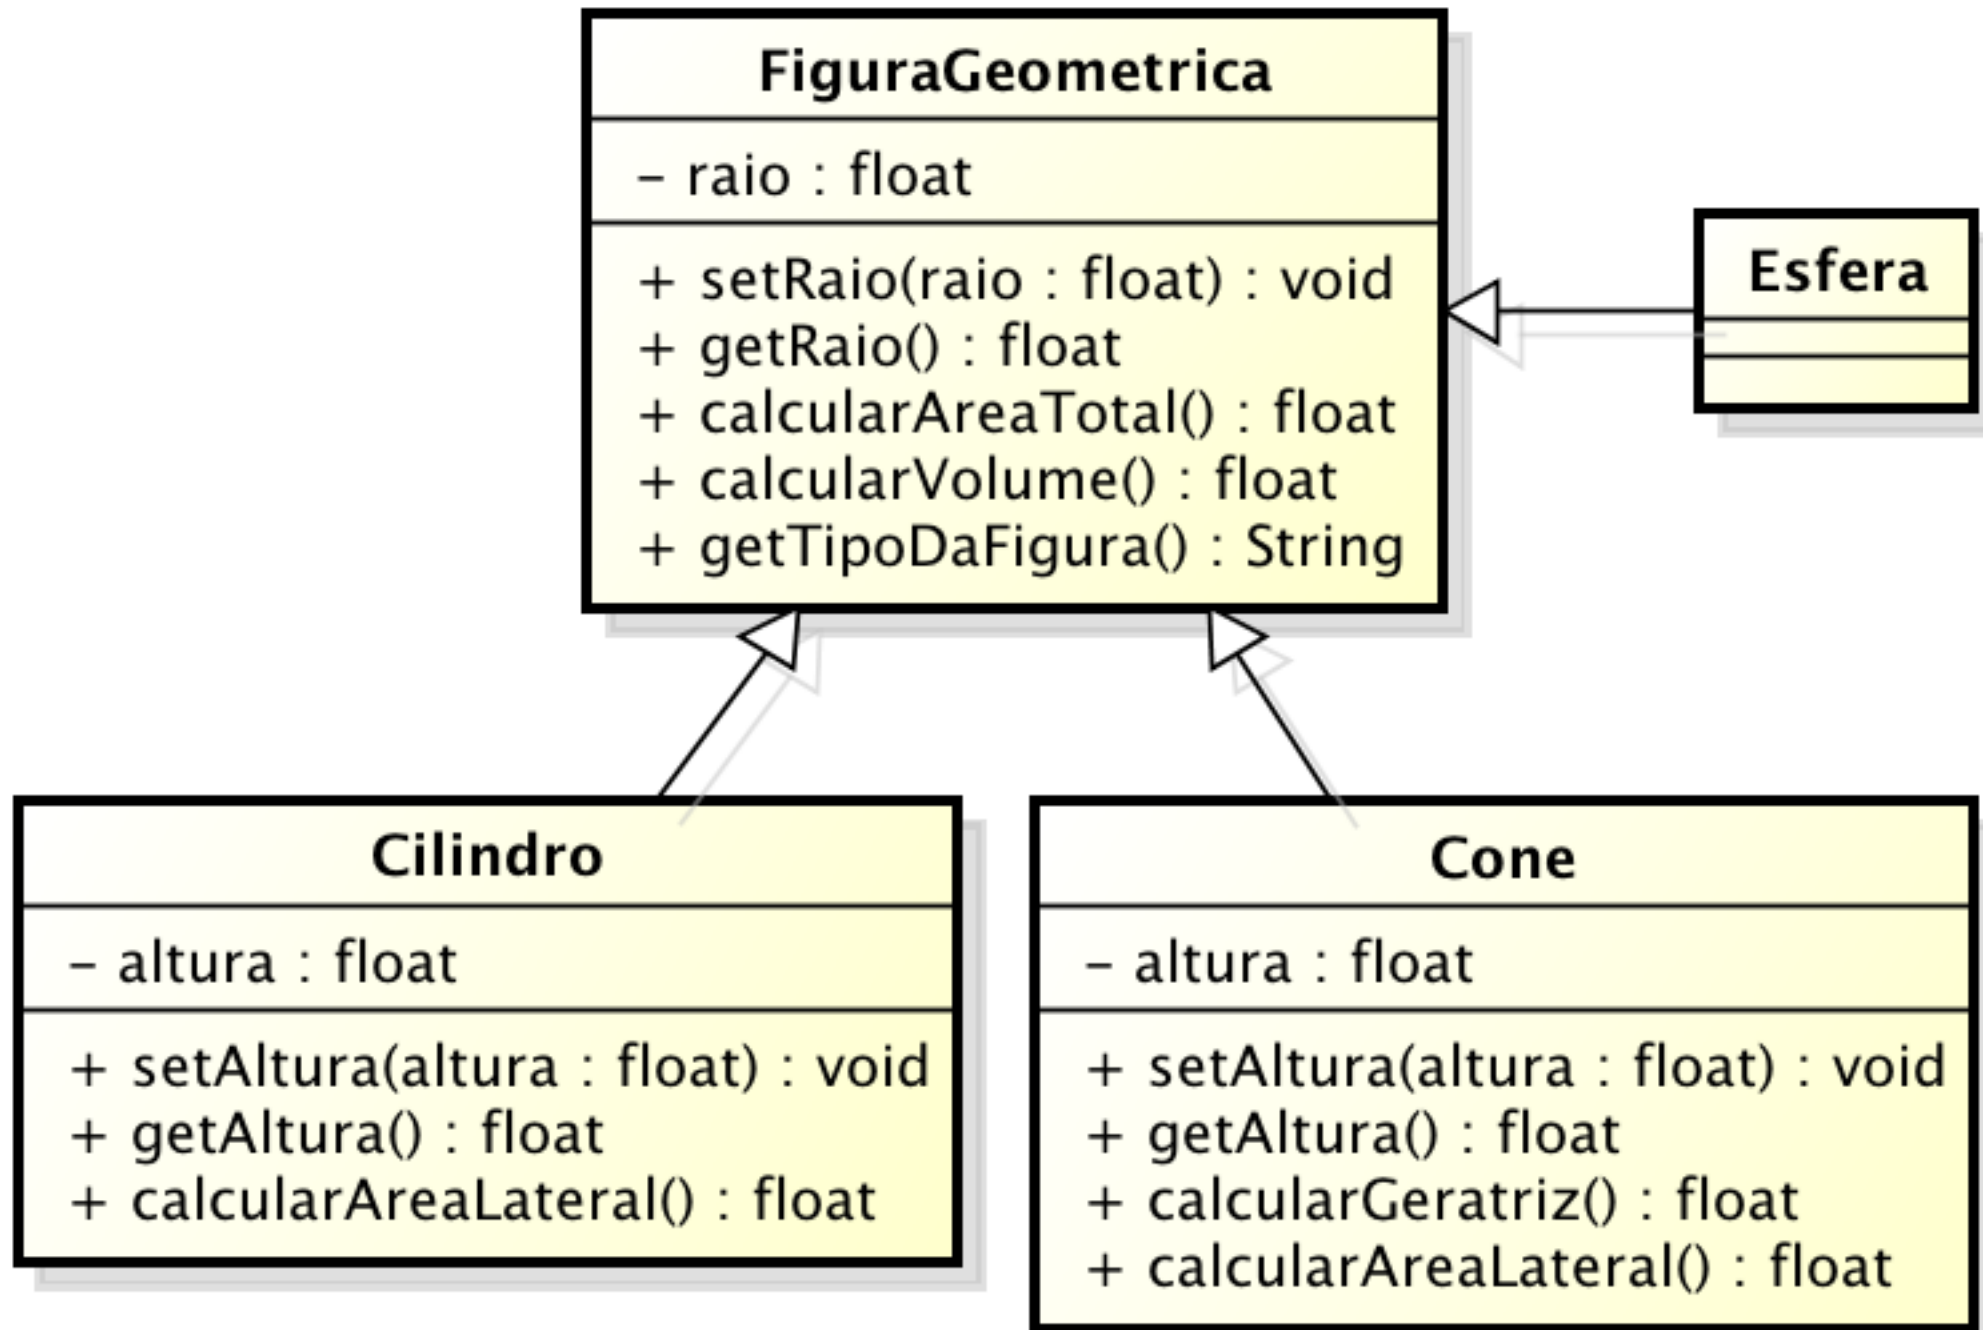 FiguraGeometrica
– raio : float
+ setRaio(raio : float) : void
+ getRaio() : float
+ calcularAreaTotal() : float
+ calcularVolume() : float
+ getTipoDaFigura() : String
Esfera
Cilindro
– altura : float
+ setAltura(altura : float) : void
+ getAltura() : float
+ calcularAreaLateral() : float
Cone
– altura : float
+ setAltura(altura : float) : void
+ getAltura() : float
+ calcularGeratriz() : float
+ calcularAreaLateral() : float